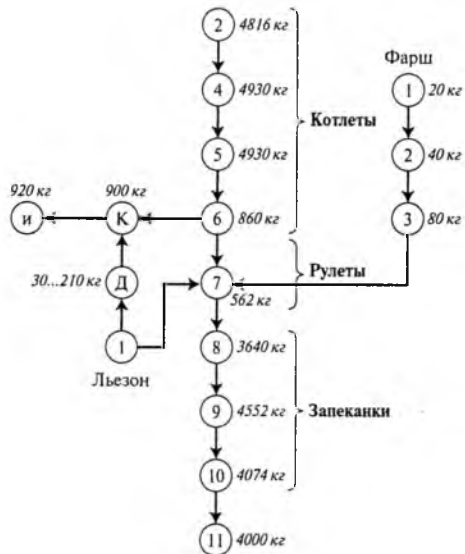 2 4816 кг
Фарш
4 4930 кг
1 20 кг
Котлеты
5 4930 кг
2 40 кг
920 кг
900 кг
и
К
6 860 кг
3 80 кг
Рулеты
30...210 кг Д
7
562 кг
1
8 3640 кг
Льезон
9 4552 кг
Запеканки
10 4074 кг
11 4000 кг